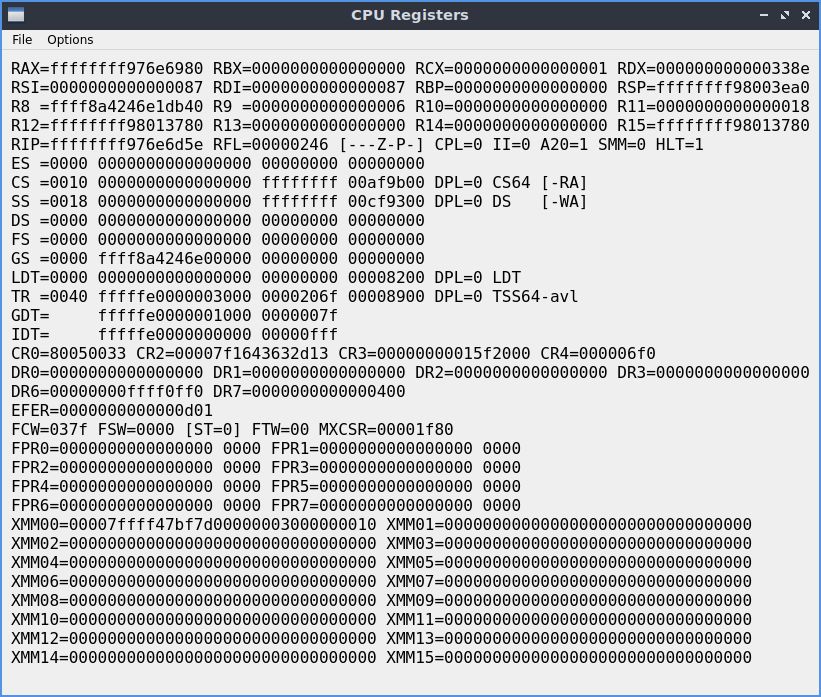 CPU Registers
File Options
RAX=ffffffff976e6980 RBX=0000000000000000 RCX=0000000000000001 RDX=000000000000338e
RSI=0000000000000087 RDI=0000000000000087 RBP=0000000000000000 RSP=ffffffff98003ea0
R8 =ffff8a4246e1db40 R9 =0000000000000006 R10=0000000000000000 R11=0000000000000018
R12=ffffffff98013780 R13=0000000000000000 R14=0000000000000000 R15=ffffffff98013780
RIP=ffffffff976e6d5e RFL=00000246 [---Z-P-] CPL=0 II=0 A20=1 SMM=0 HLT=1
ES =0000 0000000000000000 00000000 00000000
CS =0010 0000000000000000 ffffffff 00af9b00 DPL=0 CS64 [-RA]
SS =0018 0000000000000000 ffffffff 00cf9300 DPL=0 DS   [-WA]
DS =0000 0000000000000000 00000000 00000000
FS =0000 0000000000000000 00000000 00000000
GS =0000 ffff8a4246e00000 00000000 00000000
LDT=0000 0000000000000000 00000000 00008200 DPL=0 LDT
TR =0040 fffffe0000003000 0000206f 00008900 DPL=0 TSS64-avl
GDT=     fffffe0000001000 0000007f
IDT=     fffffe0000000000 00000fff
CR0=80050033 CR2=00007f1643632d13 CR3=00000000015f2000 CR4=000006f0
DR0=0000000000000000 DR1=0000000000000000 DR2=0000000000000000 DR3=0000000000000000
DR6=00000000ffff0ff0 DR7=0000000000000400
EFER=0000000000000d01
FCW=037f FSW=0000 [ST=0] FTW=00 MXCSR=00001f80
FPR0=0000000000000000 0000 FPR1=0000000000000000 0000
FPR2=0000000000000000 0000 FPR3=0000000000000000 0000
FPR4=0000000000000000 0000 FPR5=0000000000000000 0000
FPR6=0000000000000000 0000 FPR7=0000000000000000 0000
XMM00=00007ffff47bf7d00000003000000010 XMM01=00000000000000000000000000000000
XMM02=00000000000000000000000000000000 XMM03=00000000000000000000000000000000
XMM04=00000000000000000000000000000000 XMM05=00000000000000000000000000000000
XMM06=00000000000000000000000000000000 XMM07=00000000000000000000000000000000
XMM08=00000000000000000000000000000000 XMM09=00000000000000000000000000000000
XMM10=00000000000000000000000000000000 XMM11=00000000000000000000000000000000
XMM12=00000000000000000000000000000000 XMM13=00000000000000000000000000000000
XMM14=00000000000000000000000000000000 XMM15=00000000000000000000000000000000